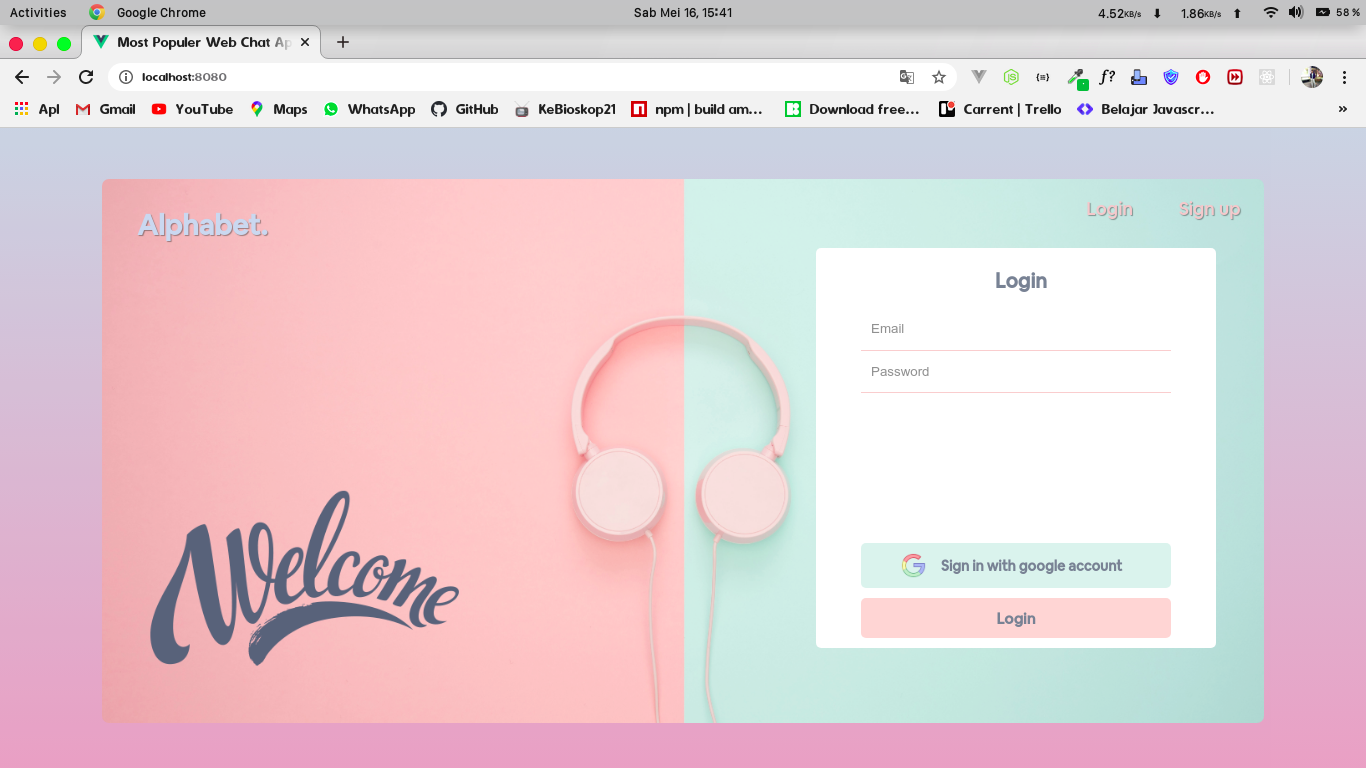 Activities Google Chrome Sab Mei 16, 15:41 4.52KB/s 1.86KB/s 58 %
Most Populer Web Chat Ap
localhost:8080
Apl Gmail YouTube Maps WhatsApp GitHub KeBioskop21 npm | build am... Download free... Carrent | Trello Belajar Javascr... »
Alphabet.
Login Sign up
Login
Email
Password
Welcome
Sign in with google account
Login